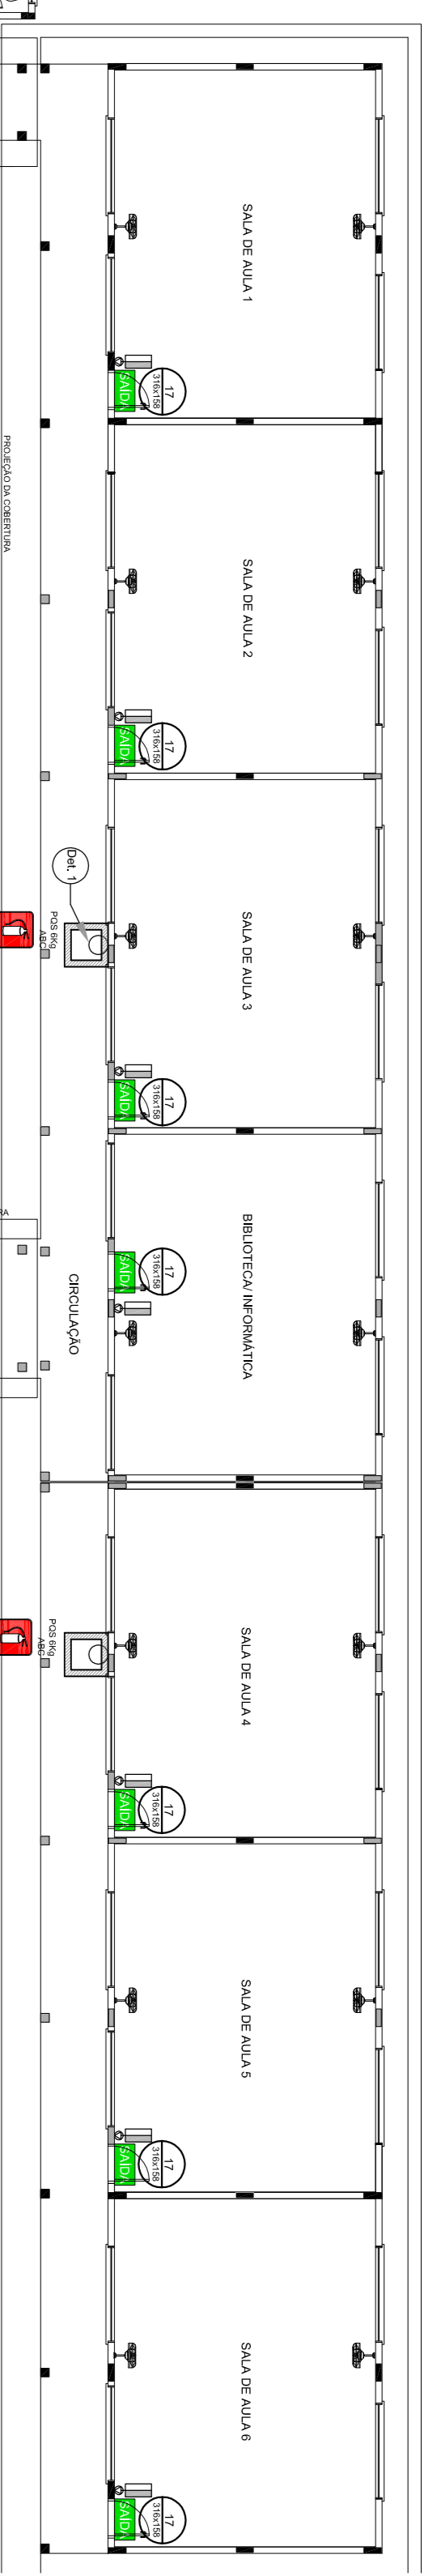 SALA DE AULA 1
17
316x158
SAÍDA
PROJEÇÃO DA COBERTURA
SALA DE AULA 2
17
316x158
SAÍDA
Det. 1
PQS 6Kg
ABC
SALA DE AULA 3
17
316x158
SAÍDA
RA
CIRCULAÇÃO
BIBLIOTECA/ INFORMÁTICA
17
316x158
SAÍDA
PQS 6Kg
ABC
SALA DE AULA 4
17
316x158
SAÍDA
SALA DE AULA 5
17
316x158
SAÍDA
SALA DE AULA 6
17
316x158
SAÍDA